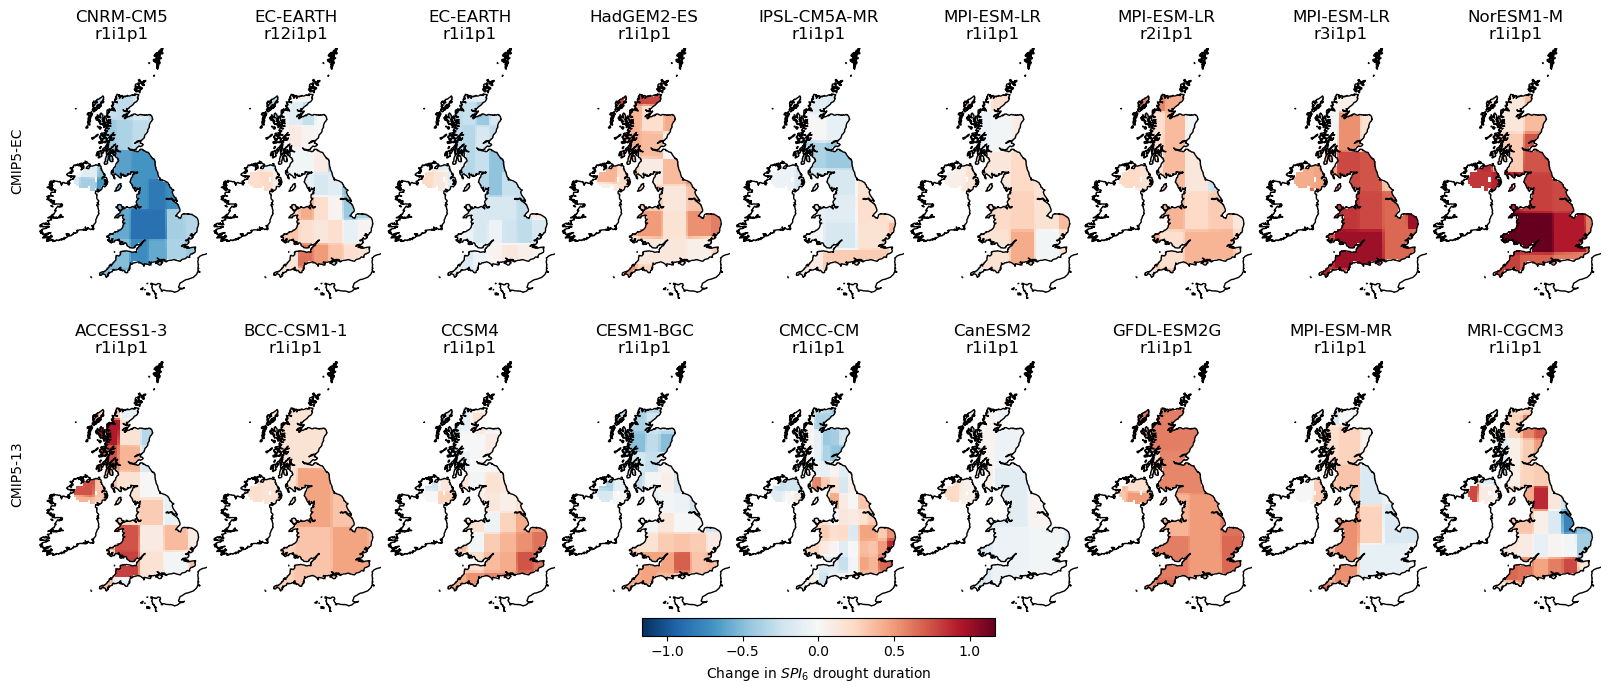 CNRM-CM5 EC-EARTH EC-EARTH HadGEM2-ES IPSL-CM5A-MR MPI-ESM-LR MPI-ESM-LR MPI-ESM-LR NorESM1-M
r1i1p1 r12i1p1 r1i1p1 r1i1p1 r1i1p1 r1i1p1 r2i1p1 r3i1p1 r1i1p1
CMIP5-EC
ACCESS1-3 BCC-CSM1-1 CCSM4 CESM1-BGC CMCC-CM CanESM2 GFDL-ESM2G MPI-ESM-MR MRI-CGCM3
r1i1p1 r1i1p1 r1i1p1 r1i1p1 r1i1p1 r1i1p1 r1i1p1 r1i1p1 r1i1p1
CMIP5-13
−1.0 −0.5 0.0 0.5 1.0
Change in SPI₆ drought duration